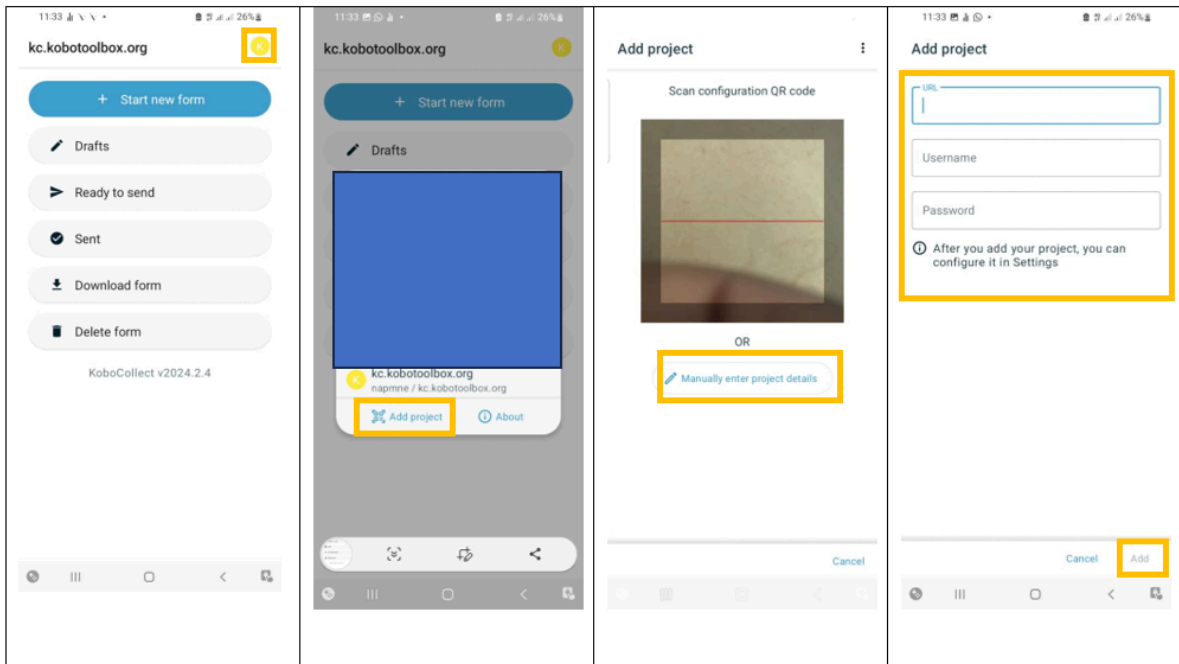 11:33
26%
kc.kobotoolbox.org
K
+ Start new form
Drafts
Ready to send
Sent
Download form
Delete form
KoboCollect v2024.2.4
11:33
26%
kc.kobotoolbox.org
K
+ Start new form
Drafts
K
kc.kobotoolbox.org
napmne / kc.kobotoolbox.org
Add project
About
Add project
Scan configuration QR code
OR
Manually enter project details
Cancel
11:33
26%
Add project
URL
Username
Password
After you add your project, you can
configure it in Settings
Cancel
Add